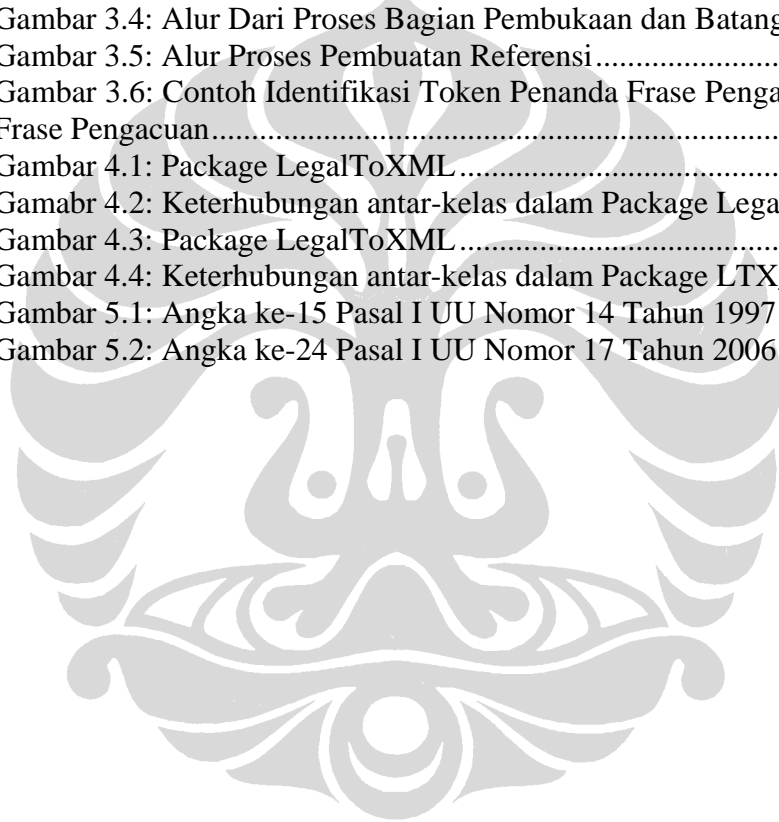 Gambar 3.4: Alur Dari Proses Bagian Pembukaan dan Batang
Gambar 3.5: Alur Proses Pembuatan Referensi............................
Gambar 3.6: Contoh Identifikasi Token Penanda Frase Penga
Frase Pengacuan..............................................................................
Gambar 4.1: Package LegalToXML.............................................
Gamabr 4.2: Keterhubungan antar-kelas dalam Package Lega
Gambar 4.3: Package LegalToXML.............................................
Gambar 4.4: Keterhubungan antar-kelas dalam Package LTX
Gambar 5.1: Angka ke-15 Pasal I UU Nomor 14 Tahun 1997
Gambar 5.2: Angka ke-24 Pasal I UU Nomor 17 Tahun 2006